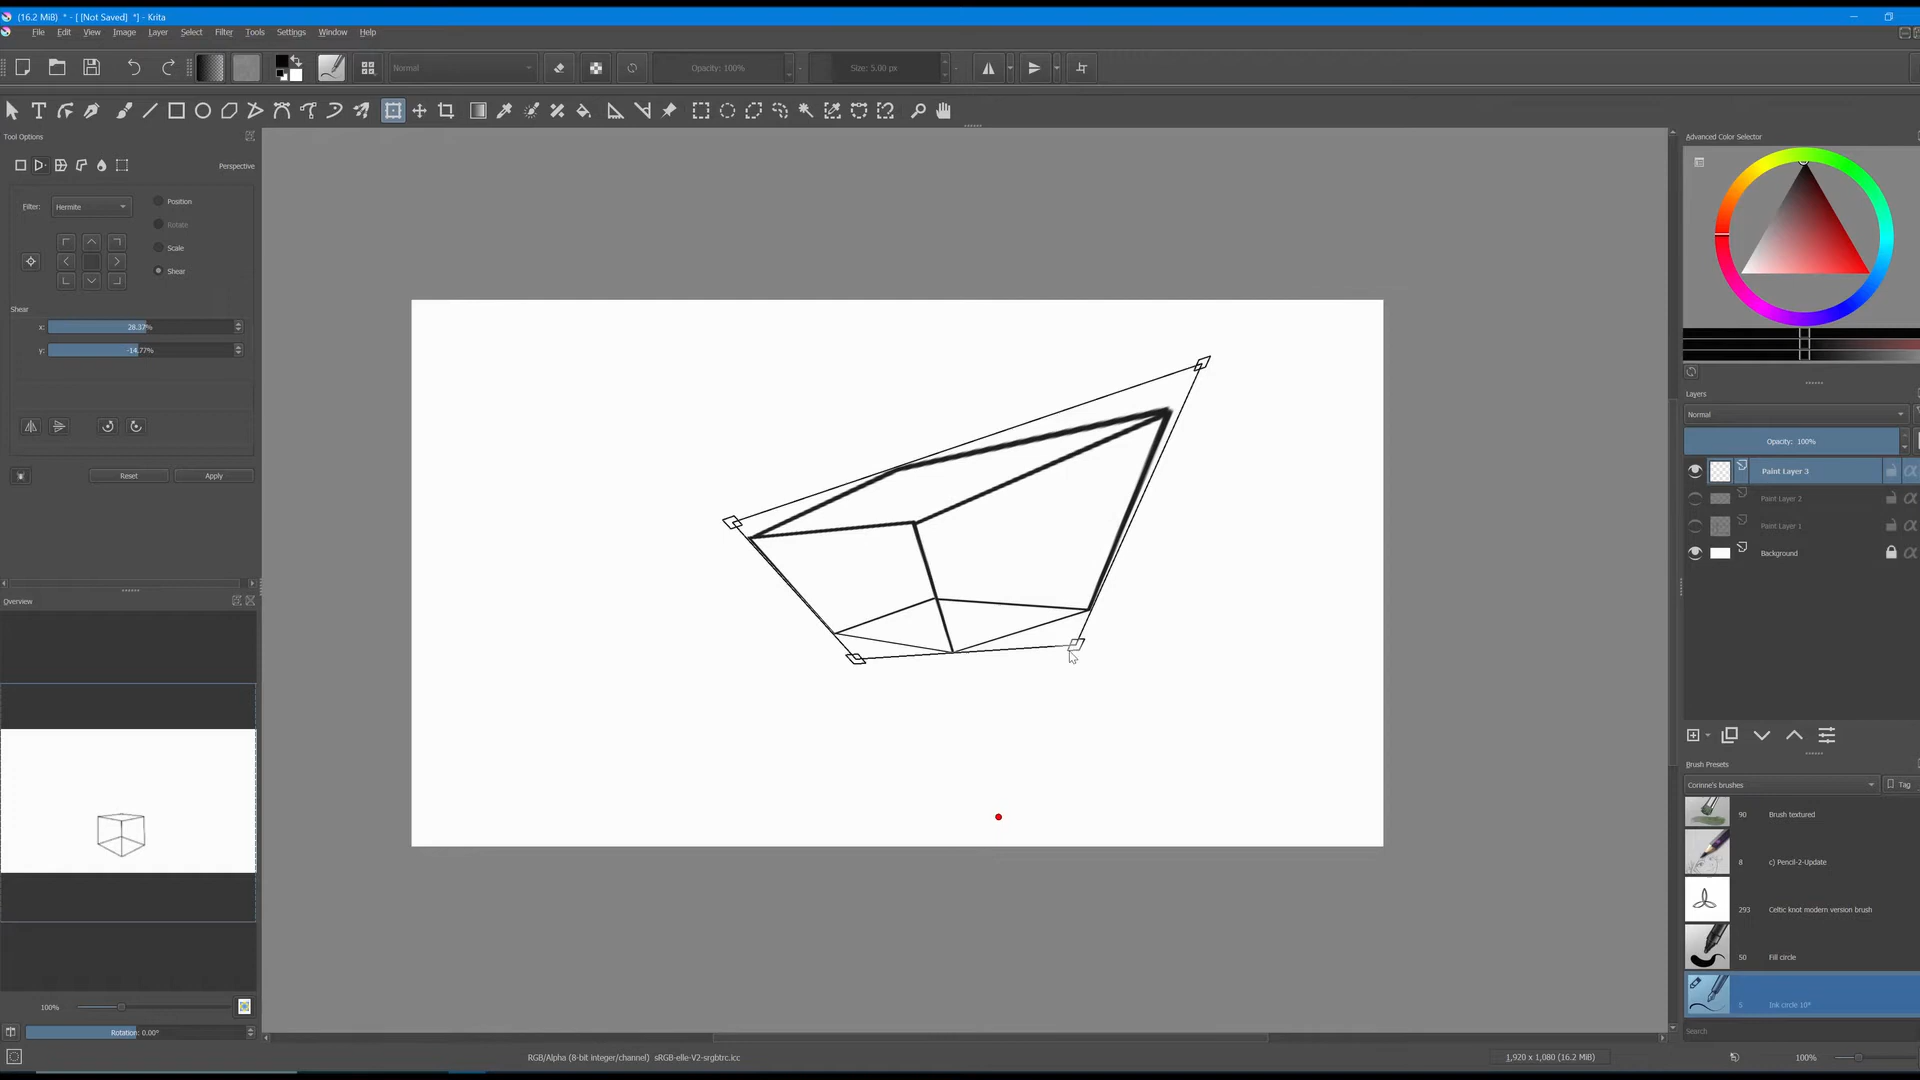 (16.2 MiB)  * - [ [Not Saved]  *] - Krita
File Edit View Image Layer Select Filter Tools Settings Window Help
Normal
Opacity: 100%
Size: 5.00 px
Tool Options
Advanced Color Selector
Perspective
Filter: Hermite
Position
Rotate
Scale
Shear
Shear
x: 28.37%
y: -14.77%
Reset
Apply
Layers
Normal
Opacity: 100%
Paint Layer 3
Paint Layer 2
Paint Layer 1
Background
Overview
Brush Presets
Corinne's brushes
Tag
90 Brush textured
8 c) Pencil-2-Update
293 Celtic knot modern version brush
50 Fill circle
5 Ink circle 10°
Search
100%
Rotation: 0.00°
RGB/Alpha (8-bit integer/channel)  sRGB-elle-V2-srgbtrc.icc
1,920 x 1,080 (16.2 MiB)
100%